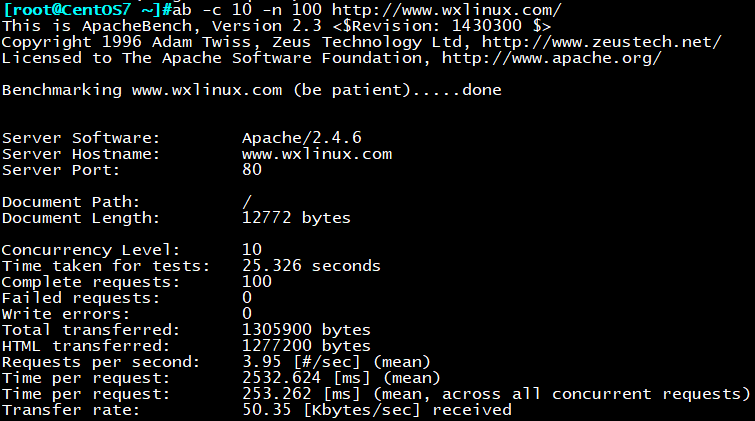 [root@CentOS7 ~]#ab -c 10 -n 100 http://www.wxlinux.com/
This is ApacheBench, Version 2.3 <$Revision: 1430300 $>
Copyright 1996 Adam Twiss, Zeus Technology Ltd, http://www.zeustech.net/
Licensed to The Apache Software Foundation, http://www.apache.org/

Benchmarking www.wxlinux.com (be patient).....done


Server Software:        Apache/2.4.6
Server Hostname:        www.wxlinux.com
Server Port:            80

Document Path:          /
Document Length:        12772 bytes

Concurrency Level:      10
Time taken for tests:   25.326 seconds
Complete requests:      100
Failed requests:        0
Write errors:           0
Total transferred:      1305900 bytes
HTML transferred:       1277200 bytes
Requests per second:    3.95 [#/sec] (mean)
Time per request:       2532.624 [ms] (mean)
Time per request:       253.262 [ms] (mean, across all concurrent requests)
Transfer rate:          50.35 [Kbytes/sec] received